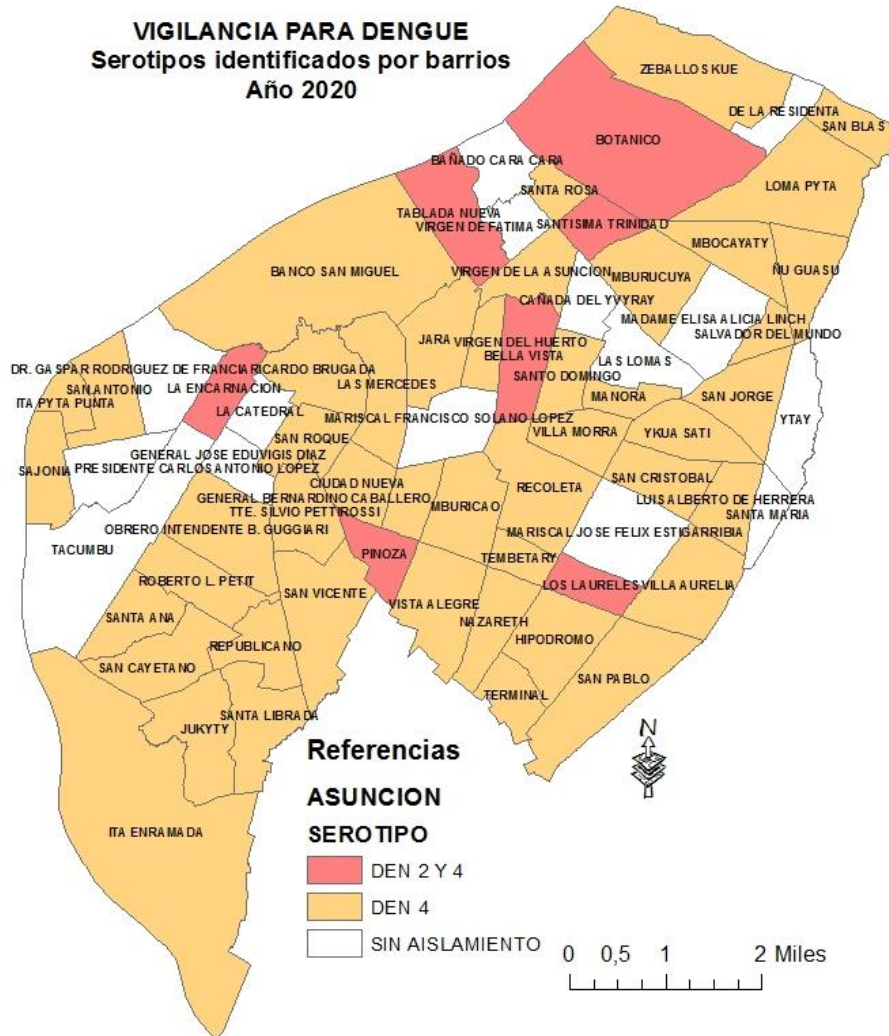 VIGILANCIA PARA DENGUE
Serotipos identificados por barrios
Año 2020
ZEBALLOS KUE
DE LA RESIDENTA
SAN BLAS
BOTANICO
BAÑADO CARA CARA
SANTA ROSA
LOMA PYTA
TABLADA NUEVA
VIRGEN DE FATIMA
SANTISIMA TRINIDAD
MBOCAYATY
BANCO SAN MIGUEL
VIRGEN DE LA ASUNCION
MBURUCUYA
ÑU GUASU
CAÑADA DEL YVYRAY
MADAME ELISA ALICIA LINCH
JARA
VIRGEN DEL HUERTO
SALVADOR DEL MUNDO
BELLA VISTA
LAS LOMAS
DR. GASPAR RODRIGUEZ DE FRANCIA
RICARDO BRUGADA
SANTO DOMINGO
SAN ANTONIO
LA ENCARNACION
LAS MERCEDES
MANORA
SAN JORGE
ITA PYTA PUNTA
LA CATEDRAL
MARISCAL FRANCISCO SOLANO LOPEZ
YTAY
SAN ROQUE
VILLA MORRA
YKUA SATI
GENERAL JOSE EDUVIGIS DIAZ
SAJONIA
PRESIDENTE CARLOS ANTONIO LOPEZ
CIUDAD NUEVA
RECOLETA
SAN CRISTOBAL
GENERAL BERNARDINO CABALLERO
LUIS ALBERTO DE HERRERA
TTE. SILVIO PETTIROSSI
MBURICAO
SANTA MARIA
OBRERO INTENDENTE B. GUGGIARI
MARISCAL JOSE FELIX ESTIGARRIBIA
TACUMBU
PINOZA
TEMBETARY
ROBERTO L. PETIT
SAN VICENTE
LOS LAURELES
VILLA AURELIA
VISTA ALEGRE
SANTA ANA
NAZARETH
HIPODROMO
REPUBLICANO
SAN CAYETANO
SAN PABLO
TERMINAL
SANTA LIBRADA
JUKYTY
ITA ENRAMADA
N
Referencias
ASUNCION
SEROTIPO
DEN 2 Y 4
DEN 4
SIN AISLAMIENTO
0 0,5 1 2 Miles